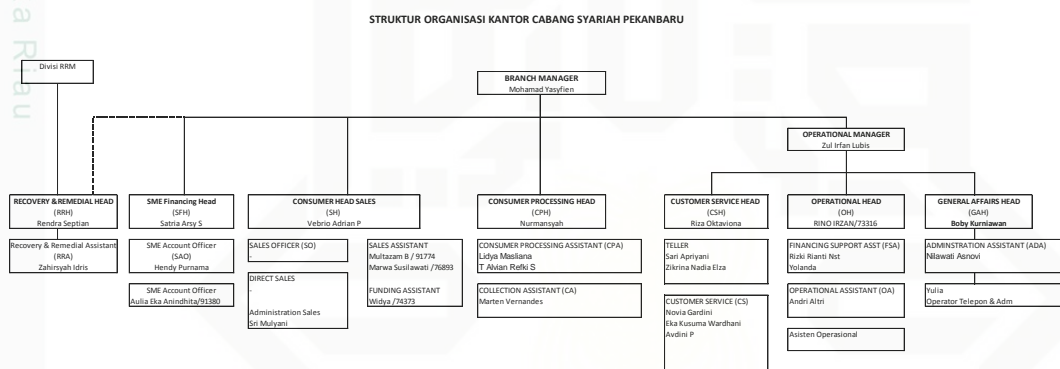 STRUKTUR ORGANISASI KANTOR CABANG SYARIAH PEKANBARU
a Riau
Divisi RRM
BRANCH MANAGER
Mohamad Yasyfien
OPERATIONAL MANAGER
Zul Irfan Lubis
RECOVERY & REMEDIAL HEAD
(RRH)
Rendra Septian
SME Financing Head
(SFH)
Satria Arsy S
CONSUMER HEAD SALES
(SH)
Vebrio Adrian P
CONSUMER PROCESSING HEAD
(CPH)
Nurmansyah
CUSTOMER SERVICE HEAD
(CSH)
Riza Oktaviona
OPERATIONAL HEAD
(OH)
RINO IRZAN/73316
GENERAL AFFAIRS HEAD
(GAH)
Boby Kurniawan
Recovery & Remedial Assistant
(RRA)
Zahirsyah Idris
SME Account Officer
(SAO)
Hendy Purnama
SME Account Officer
Aulia Eka Anindhita/91380
SALES OFFICER (SO)
-
DIRECT SALES
-
Administration Sales
Sri Mulyani
SALES ASSISTANT
Multazam B / 91774
Marwa Susilawati /76893
FUNDING ASSISTANT
Widya /74373
CONSUMER PROCESSING ASSISTANT (CPA)
Lidya Masliana
T Alvian Refki S
COLLECTION ASSISTANT (CA)
Marten Vernandes
TELLER
Sari Apriyani
Zikrina Nadia Elza
CUSTOMER SERVICE (CS)
Novia Gardini
Eka Kusuma Wardhani
Avdini P
FINANCING SUPPORT ASST (FSA)
Rizki Rianti Nst
Yolanda
OPERATIONAL ASSISTANT (OA)
Andri Altri
Asisten Operasional
ADMINISTRATION ASSISTANT (ADA)
Nilawati Asnovi
Yulia
Operator Telepon & Adm